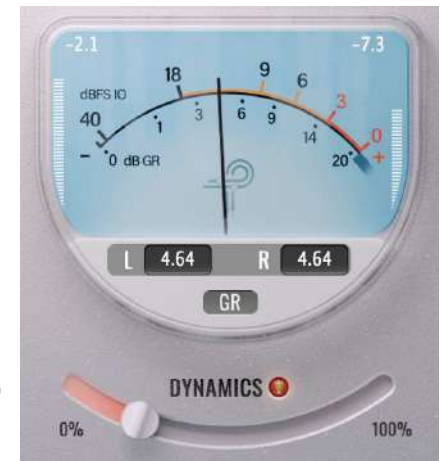 -2.1 -7.3
18 9 6
dBFS IO 3
40 1 3 6 9 14 0
- 0 dB GR 20 +
L 4.64 R 4.64
GR
DYNAMICS
0% 100%